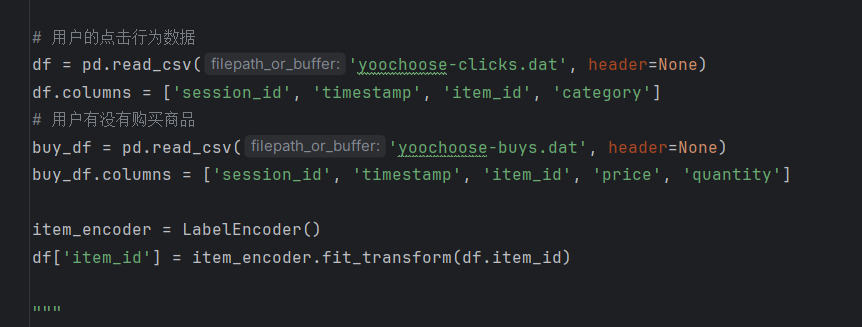 # 用户的点击行为数据
df = pd.read_csv( filepath_or_buffer: 'yoochoose-clicks.dat', header=None)
df.columns = ['session_id', 'timestamp', 'item_id', 'category']
# 用户有没有购买商品
buy_df = pd.read_csv( filepath_or_buffer: 'yoochoose-buys.dat', header=None)
buy_df.columns = ['session_id', 'timestamp', 'item_id', 'price', 'quantity']
item_encoder = LabelEncoder()
df['item_id'] = item_encoder.fit_transform(df.item_id)
"""